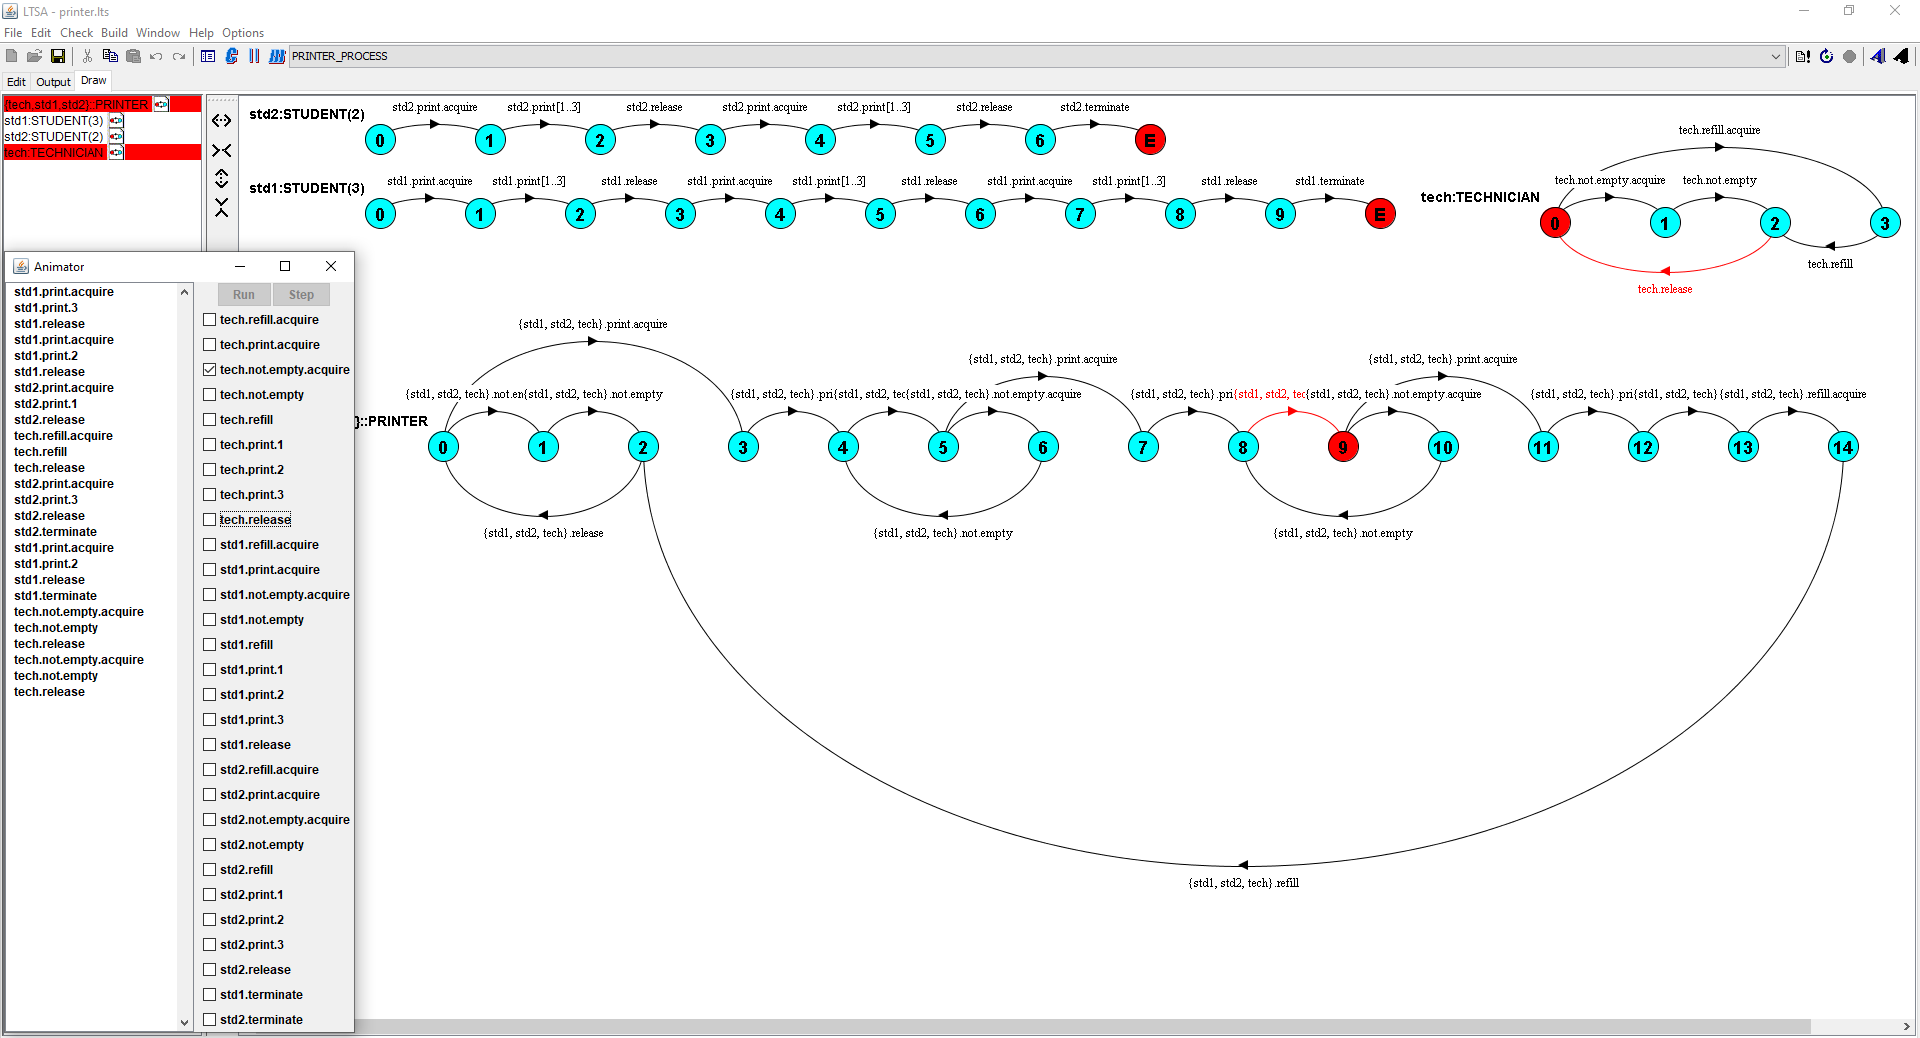 LTSA - printer.lts
File Edit Check Build Window Help Options
PRINTER_PROCESS
Edit Output Draw
{tech,std1,std2}::PRINTER
std1:STUDENT(3)
std2:STUDENT(2)
tech:TECHNICIAN
std2:STUDENT(2)
std2.print.acquire std2.print[1..3] std2.release std2.print.acquire std2.print[1..3] std2.release std2.terminate
0 1 2 3 4 5 6 E
std1:STUDENT(3)
std1.print.acquire std1.print[1..3] std1.release std1.print.acquire std1.print[1..3] std1.release std1.print.acquire std1.print[1..3] std1.release std1.terminate
0 1 2 3 4 5 6 7 8 9 E
tech:TECHNICIAN
tech.refill.acquire
tech.not.empty.acquire tech.not.empty
0 1 2 3
tech.refill
tech.release
Animator
Run Step
std1.print.acquire
std1.print.3
std1.release
std1.print.acquire
std1.print.2
std1.release
std2.print.acquire
std2.print.1
std2.release
tech.refill.acquire
tech.refill
tech.release
std2.print.acquire
std2.print.3
std2.release
std2.terminate
std1.print.acquire
std1.print.2
std1.release
std1.terminate
tech.not.empty.acquire
tech.not.empty
tech.release
tech.not.empty.acquire
tech.not.empty
tech.release
tech.refill.acquire
tech.print.acquire
tech.not.empty.acquire
tech.not.empty
tech.refill
tech.print.1
tech.print.2
tech.print.3
tech.release
std1.refill.acquire
std1.print.acquire
std1.not.empty.acquire
std1.not.empty
std1.refill
std1.print.1
std1.print.2
std1.print.3
std1.release
std2.refill.acquire
std2.print.acquire
std2.not.empty.acquire
std2.not.empty
std2.refill
std2.print.1
std2.print.2
std2.print.3
std2.release
std1.terminate
std2.terminate
{std1, std2, tech}.print.acquire
{std1, std2, tech}.print.acquire {std1, std2, tech}.print.acquire
{std1, std2, tech}.not.en {std1, std2, tech}.not.empty {std1, std2, tech}.pri {std1, std2, tec {std1, std2, tech}.not.empty.acquire {std1, std2, tech}.pri {std1, std2, tec {std1, std2, tech}.not.empty.acquire {std1, std2, tech}.pri {std1, std2, tech} {std1, std2, tech}.refill.acquire
}::PRINTER
0 1 2 3 4 5 6 7 8 9 10 11 12 13 14
{std1, std2, tech}.release {std1, std2, tech}.not.empty {std1, std2, tech}.not.empty
{std1, std2, tech}.refill